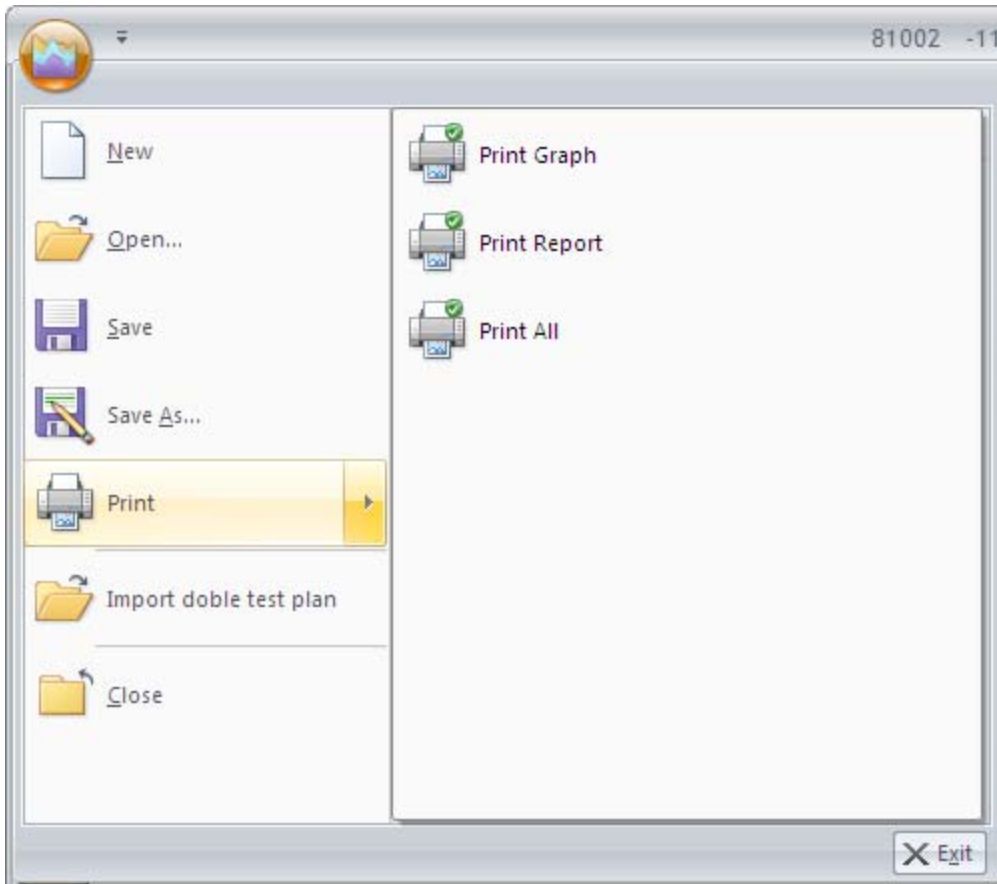 81002 -11
New
Open...
Save
Save As...
Print
Import doble test plan
Close
Print Graph
Print Report
Print All
Exit